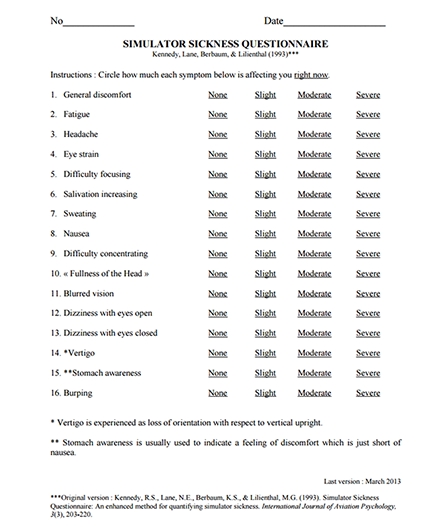 No______________ Date________________________
SIMULATOR SICKNESS QUESTIONNAIRE
Kennedy, Lane, Berbaum, & Lilienthal (1993)***
Instructions : Circle how much each symptom below is affecting you right now.
1. General discomfort None Slight Moderate Severe
2. Fatigue None Slight Moderate Severe
3. Headache None Slight Moderate Severe
4. Eye strain None Slight Moderate Severe
5. Difficulty focusing None Slight Moderate Severe
6. Salivation increasing None Slight Moderate Severe
7. Sweating None Slight Moderate Severe
8. Nausea None Slight Moderate Severe
9. Difficulty concentrating None Slight Moderate Severe
10. « Fullness of the Head » None Slight Moderate Severe
11. Blurred vision None Slight Moderate Severe
12. Dizziness with eyes open None Slight Moderate Severe
13. Dizziness with eyes closed None Slight Moderate Severe
14. *Vertigo None Slight Moderate Severe
15. **Stomach awareness None Slight Moderate Severe
16. Burping None Slight Moderate Severe
* Vertigo is experienced as loss of orientation with respect to vertical upright.
** Stomach awareness is usually used to indicate a feeling of discomfort which is just short of
nausea.
Last version : March 2013
***Original version : Kennedy, R.S., Lane, N.E., Berbaum, K.S., & Lilienthal, M.G. (1993). Simulator Sickness
Questionnaire: An enhanced method for quantifying simulator sickness. International Journal of Aviation Psychology,
3(3), 203-220.